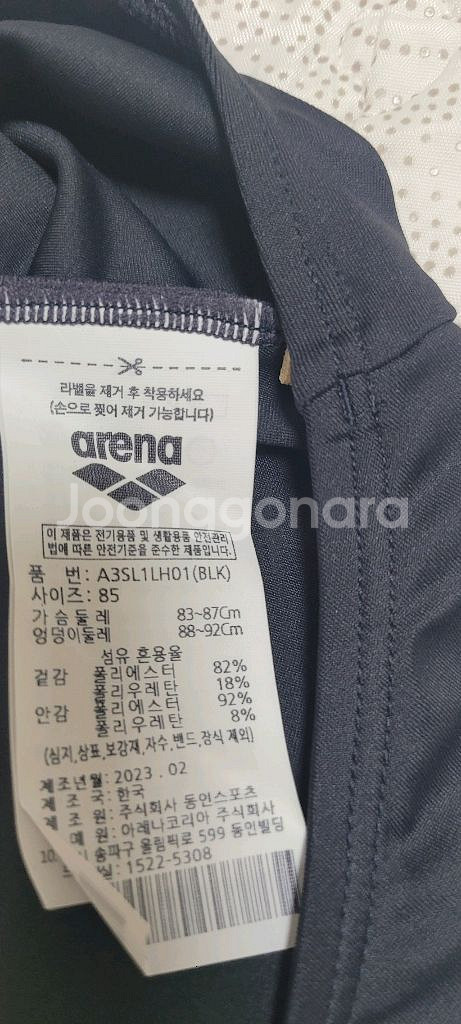 라벨을 제거 후 착용하세요
(손으로 찢어 제거 가능합니다)
arena
Joonggonara
이 제품은 전기용품 및 생활용품 안전관리
법에 따른 안전기준을 준수한 제품입니다.
품 번: A3SL1LH01(BLK)
사이즈: 85
가슴둘레 83~87Cm
엉덩이둘레 88~92Cm
섬유 혼용율
겉감 폴리에스터 82%
폴리우레탄 18%
안감 폴리에스터 92%
폴리우레탄 8%
(심지,상표,보강재,자수,밴드,장식 제외)
제조년월: 2023.02
제 조 국: 한국
제 조 원: 주식회사 동인스포츠
매 원: 아레나코리아 주식회사
송파구 올림픽로 599 동인빌딩
실: 1522-5308